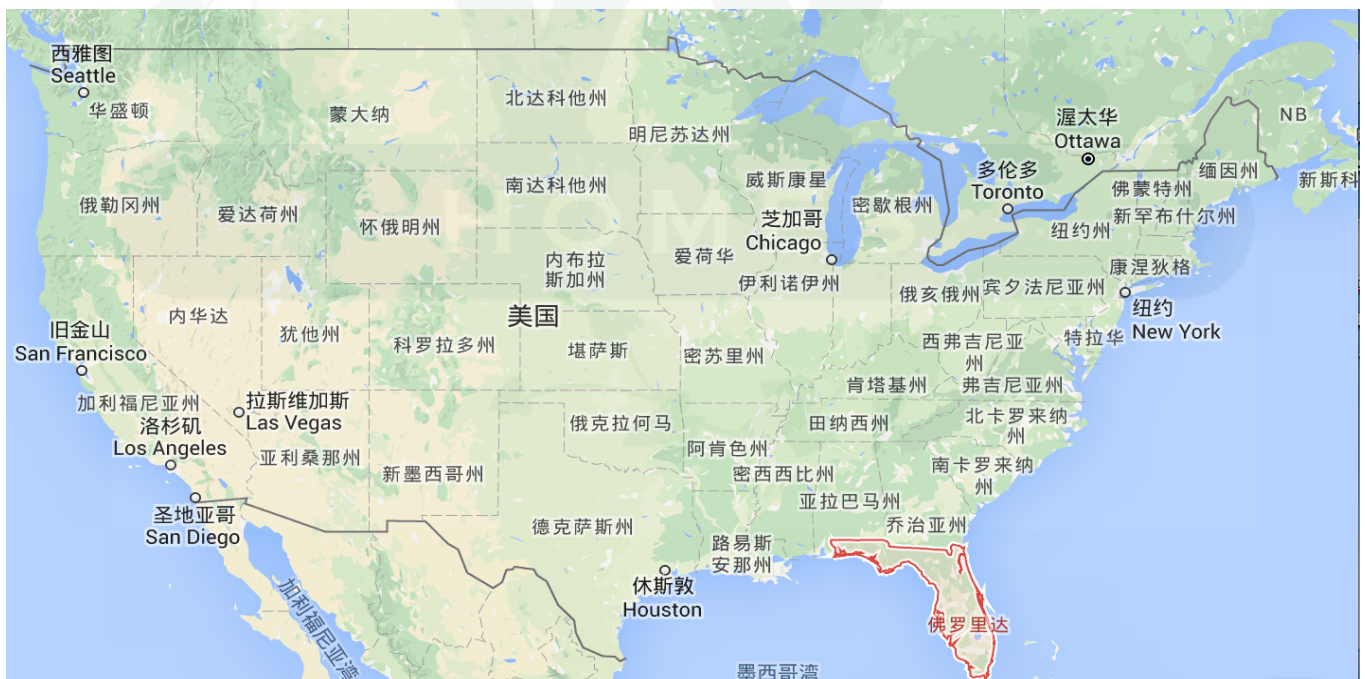 西雅图
Seattle
华盛顿
蒙大纳
北达科他州
明尼苏达州
渥太华
Ottawa
NB
缅因州
新斯科
多伦多
Toronto
佛蒙特州
新罕布什尔州
俄勒冈州
爱达荷州
怀俄明州
南达科他州
威斯康星
密歇根州
芝加哥
Chicago
纽约州
爱荷华
内布拉
斯加州
伊利诺伊州
俄亥俄州
宾夕法尼亚州
康涅狄格
纽约
New York
内华达
犹他州
美国
旧金山
San Francisco
科罗拉多州
堪萨斯
密苏里州
西弗吉尼亚
州
特拉华
肯塔基州
弗吉尼亚州
加利福尼亚州
拉斯维加斯
Las Vegas
洛杉矶
Los Angeles
俄克拉何马
田纳西州
北卡罗来纳
州
阿肯色州
亚利桑那州
新墨西哥州
密西西比州
南卡罗来纳
州
亚拉巴马州
圣地亚哥
San Diego
德克萨斯州
乔治亚州
路易斯
安那州
休斯敦
Houston
佛罗里达
加利福尼亚湾
墨西哥湾